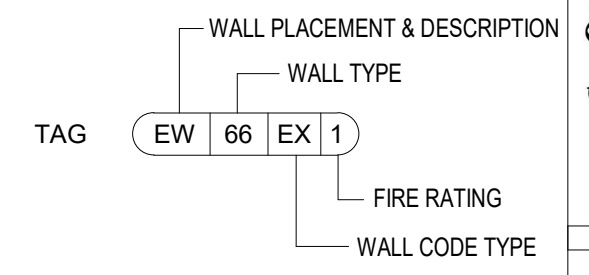 WALL PLACEMENT & DESCRIPTION
WALL TYPE
TAG EW 66 EX 1
FIRE RATING
WALL CODE TYPE